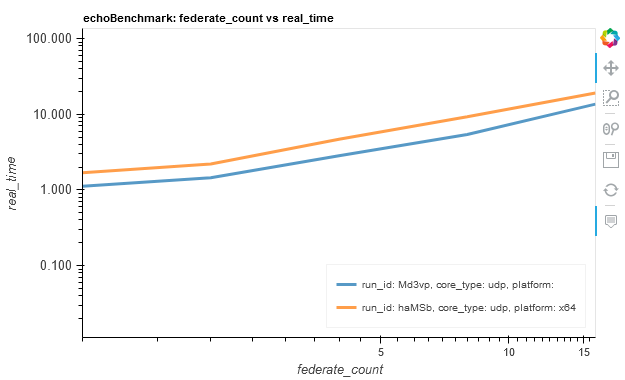 echoBenchmark: federate_count vs real_time
100.000
10.000
1.000
0.100
real_time
run_id: Md3vp, core_type: udp, platform:
run_id: haMSb, core_type: udp, platform: x64
5
10
15
federate_count